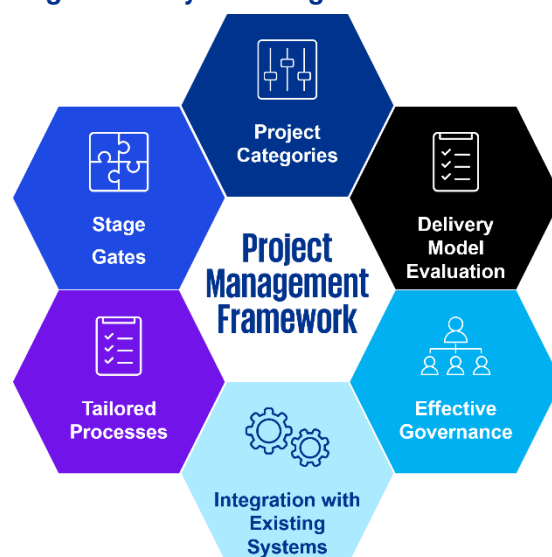 Project
Categories
Stage
Gates
Delivery
Model
Evaluation
Project
Management
Framework
Tailored
Processes
Effective
Governance
Integration with
Existing
Systems